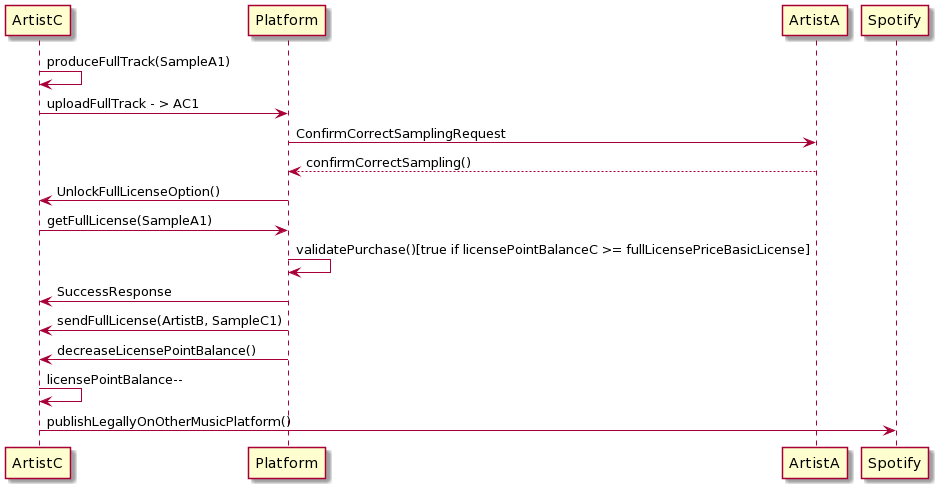 ArtistC Platform ArtistA Spotify
produceFullTrack(SampleA1)
uploadFullTrack - > AC1
ConfirmCorrectSamplingRequest
confirmCorrectSampling()
UnlockFullLicenseOption()
getFullLicense(SampleA1)
validatePurchase()[true if licensePointBalanceC >= fullLicensePriceBasicLicense]
SuccessResponse
sendFullLicense(ArtistB, SampleC1)
decreaseLicensePointBalance()
licensePointBalance--
publishLegallyOnOtherMusicPlatform()
ArtistC Platform ArtistA Spotify